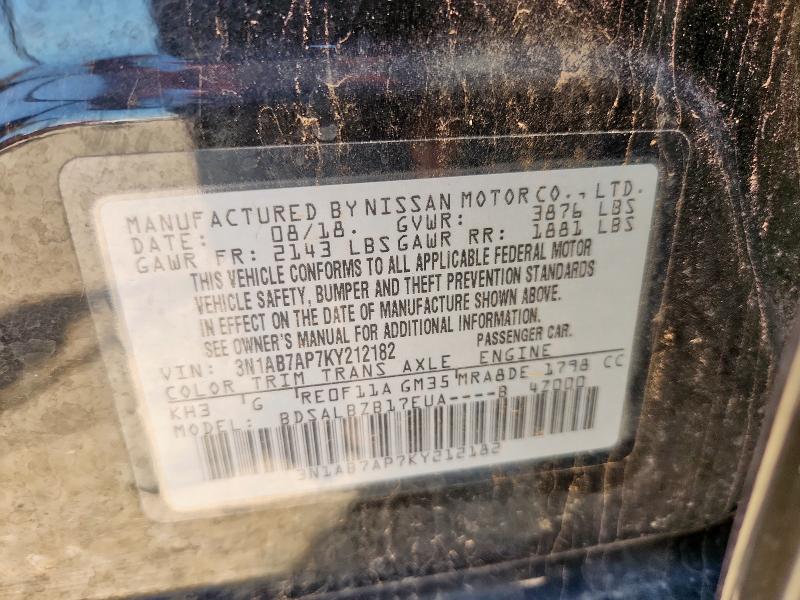 MANUFACTURED BY NISSAN MOTOR CO., LTD.
DATE: 08/18. GVWR: 3876 LBS
GAWR FR: 2143 LBS GAWR RR: 1881 LBS
THIS VEHICLE CONFORMS TO ALL APPLICABLE FEDERAL MOTOR
VEHICLE SAFETY, BUMPER AND THEFT PREVENTION STANDARDS
IN EFFECT ON THE DATE OF MANUFACTURE SHOWN ABOVE.
SEE OWNER'S MANUAL FOR ADDITIONAL INFORMATION.
VIN: 3N1AB7AP7KY212182 PASSENGER CAR.
COLOR TRIM TRANS AXLE ENGINE
KH3 G RE0F11A GM35 MRA8DE 1798 CC
MODEL: BDSALBZB17EUA----B 47000
3N1AB7AP7KY212182